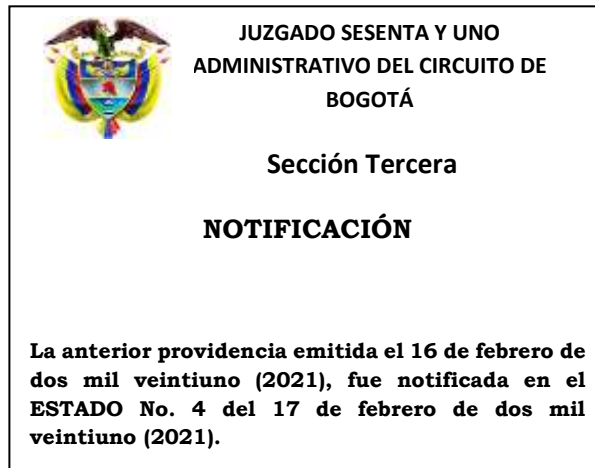 JUZGADO SESENTA Y UNO
ADMINISTRATIVO DEL CIRCUITO DE
BOGOTÁ
Sección Tercera
NOTIFICACIÓN
La anterior providencia emitida el 16 de febrero de
dos mil veintiuno (2021), fue notificada en el
ESTADO No. 4 del 17 de febrero de dos mil
veintiuno (2021).